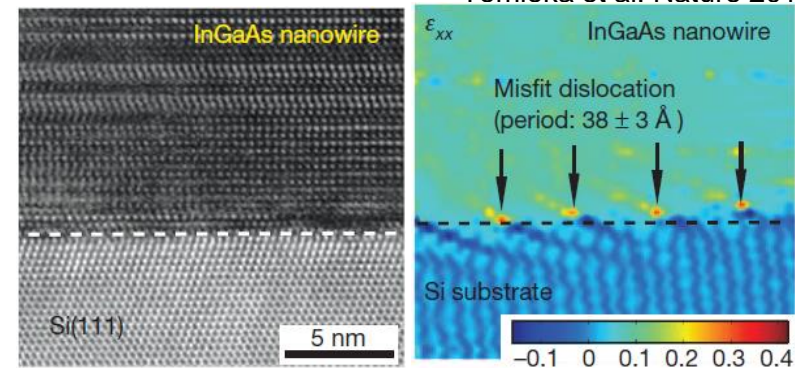 InGaAs nanowire
Si(111)
5 nm
εxx
InGaAs nanowire
Misfit dislocation
(period: 38 ± 3 Å)
Si substrate
−0.1 0 0.1 0.2 0.3 0.4